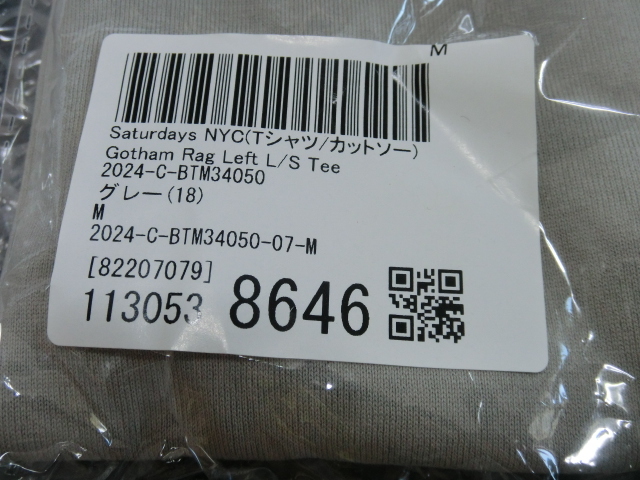 M
Saturdays NYC(Tシャツ/カットソー)
Gotham Rag Left L/S Tee
2024-C-BTM34050
グレー(18)
M
2024-C-BTM34050-07-M
[82207079]
113053 8646